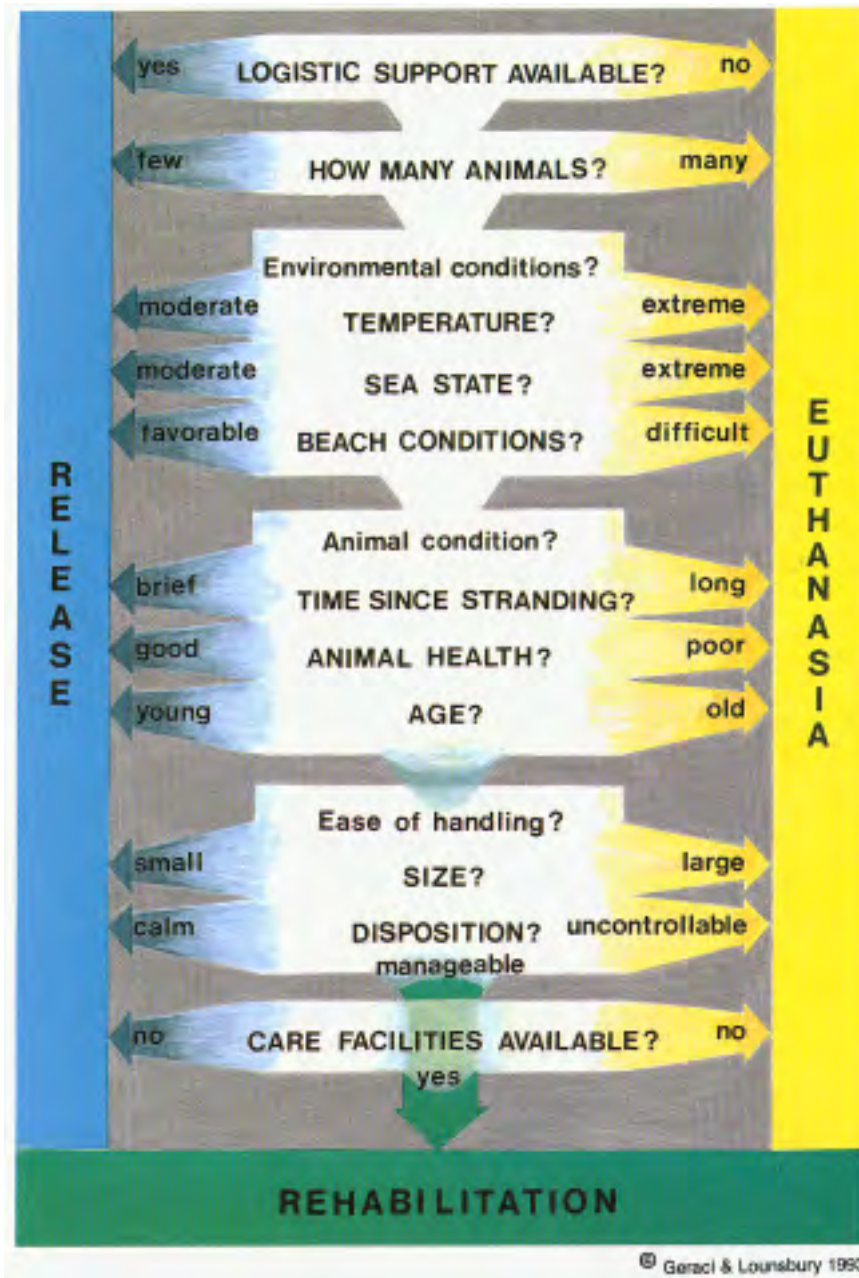 yes LOGISTIC SUPPORT AVAILABLE? no
few HOW MANY ANIMALS? many
Environmental conditions?
moderate TEMPERATURE? extreme
moderate SEA STATE? extreme
favorable BEACH CONDITIONS? difficult
RELEASE
EUTHANASIA
Animal condition?
brief TIME SINCE STRANDING? long
good ANIMAL HEALTH? poor
young AGE? old
Ease of handling?
small SIZE? large
calm DISPOSITION? uncontrollable
manageable
no CARE FACILITIES AVAILABLE? no
yes
REHABILITATION
© Geraci & Lounsbury